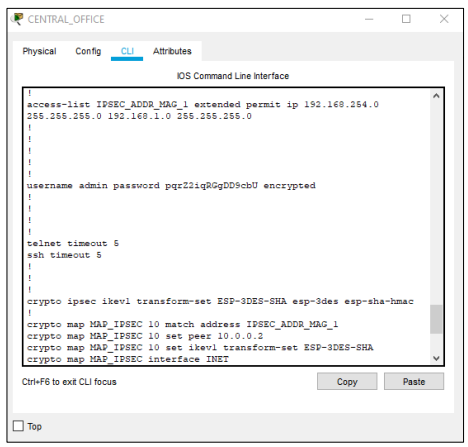 CENTRAL_OFFICE
Physical Config CLI Attributes
IOS Command Line Interface
!
access-list IPSEC_ADDR_MAG_1 extended permit ip 192.168.254.0
255.255.255.0 192.168.1.0 255.255.255.0
!
!
!
!
!
username admin password pqrZ2iqRGgDD9cbU encrypted
!
!
!
!
telnet timeout 5
ssh timeout 5
!
!
!
crypto ipsec ikev1 transform-set ESP-3DES-SHA esp-3des esp-sha-hmac
!
crypto map MAP_IPSEC 10 match address IPSEC_ADDR_MAG_1
crypto map MAP_IPSEC 10 set peer 10.0.0.2
crypto map MAP_IPSEC 10 set ikev1 transform-set ESP-3DES-SHA
crypto map MAP_IPSEC interface INET
Ctrl+F6 to exit CLI focus Copy Paste
Top